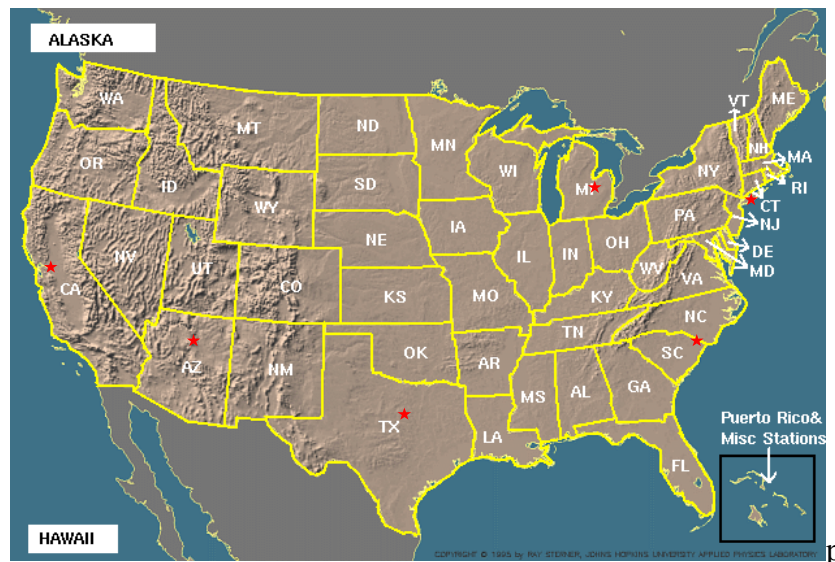 ALASKA
WA
MT
ND
MN
VT
ME
OR
ID
WY
SD
WI
MI
NY
NH
MA
RI
CT
NJ
NV
UT
CO
NE
IA
IL
IN
OH
PA
DE
MD
CA
KS
MO
KY
WV
VA
AZ
NM
OK
AR
TN
NC
SC
TX
LA
MS
AL
GA
FL
Puerto Rico&
Misc Stations
HAWAII
COPYRIGHT © 1995 by RAY STERNER, JOHNS HOPKINS UNIVERSITY APPLIED PHYSICS LABORATORY
p